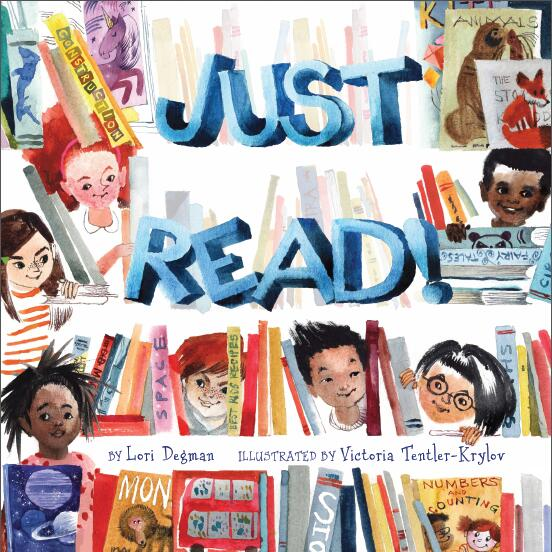 CONSTRUCTION
ANIMALS
THE
JUST
READ!
FAIRY TALES
SPACE
BEST KIDS RECIPES
BY Lori Degman ILLUSTRATED BY Victoria Tentler-Krylov
MON
NUMBERS
AND
COUNTING